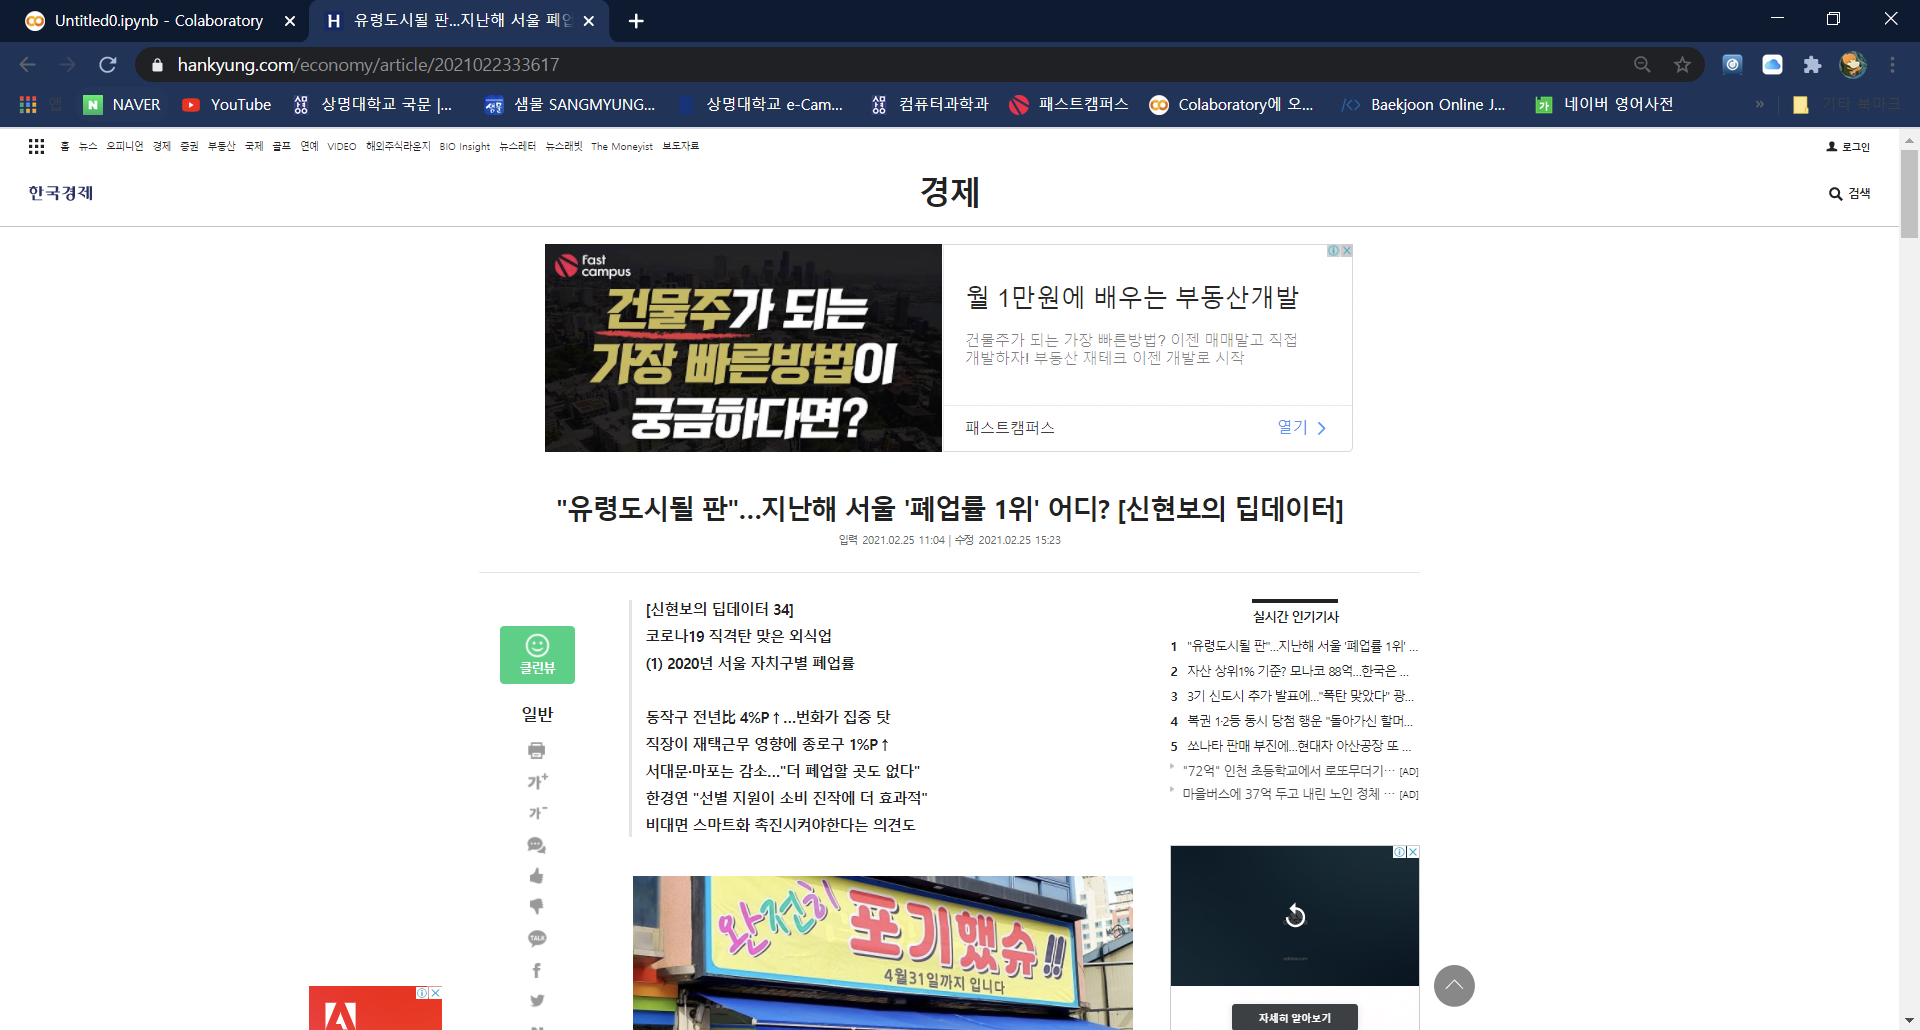 Untitled0.ipynb - Colaboratory
유령도시될 판...지난해 서울 폐업
hankyung.com/economy/article/2021022333617
앱
NAVER
YouTube
상명대학교 국문 |...
샘물 SANGMYUNG...
상명대학교 e-Cam...
컴퓨터과학과
패스트캠퍼스
Colaboratory에 오...
Baekjoon Online J...
네이버 영어사전
기타 북마크
홈 뉴스 오피니언 경제 증권 부동산 국제 골프 연예 VIDEO 해외주식라운지 BIO Insight 뉴스레터 뉴스래빗 The Moneyist 보도자료
로그인
한국경제
경제
검색
Fast campus
건물주가 되는
가장 빠른방법이
궁금하다면?
월 1만원에 배우는 부동산개발
건물주가 되는 가장 빠른방법? 이젠 매매말고 직접
개발하자! 부동산 재테크 이젠 개발로 시작
패스트캠퍼스
열기
"유령도시될 판"...지난해 서울 '폐업률 1위' 어디? [신현보의 딥데이터]
입력 2021.02.25 11:04 | 수정 2021.02.25 15:23
클린뷰
일반
가+
가-
TALK
[신현보의 딥데이터 34]
코로나19 직격탄 맞은 외식업
(1) 2020년 서울 자치구별 폐업률
동작구 전년比 4%P↑...번화가 집중 탓
직장이 재택근무 영향에 종로구 1%P↑
서대문·마포는 감소..."더 폐업할 곳도 없다"
한경연 "선별 지원이 소비 진작에 더 효과적"
비대면 스마트화 촉진시켜야한다는 의견도
완전히 포기했슈!!
4월31일까지 입니다
실시간 인기기사
1 "유령도시될 판"...지난해 서울 '폐업률 1위' ...
2 자산 상위1% 기준? 모나코 88억...한국은 ...
3 3기 신도시 추가 발표에..."폭탄 맞았다" 광...
4 복권 1·2등 동시 당첨 행운 "돌아가신 할머...
5 쏘나타 판매 부진에...현대차 아산공장 또 ...
"72억" 인천 초등학교에서 로또무더기… [AD]
마을버스에 37억 두고 내린 노인 정체 … [AD]
자세히 알아보기